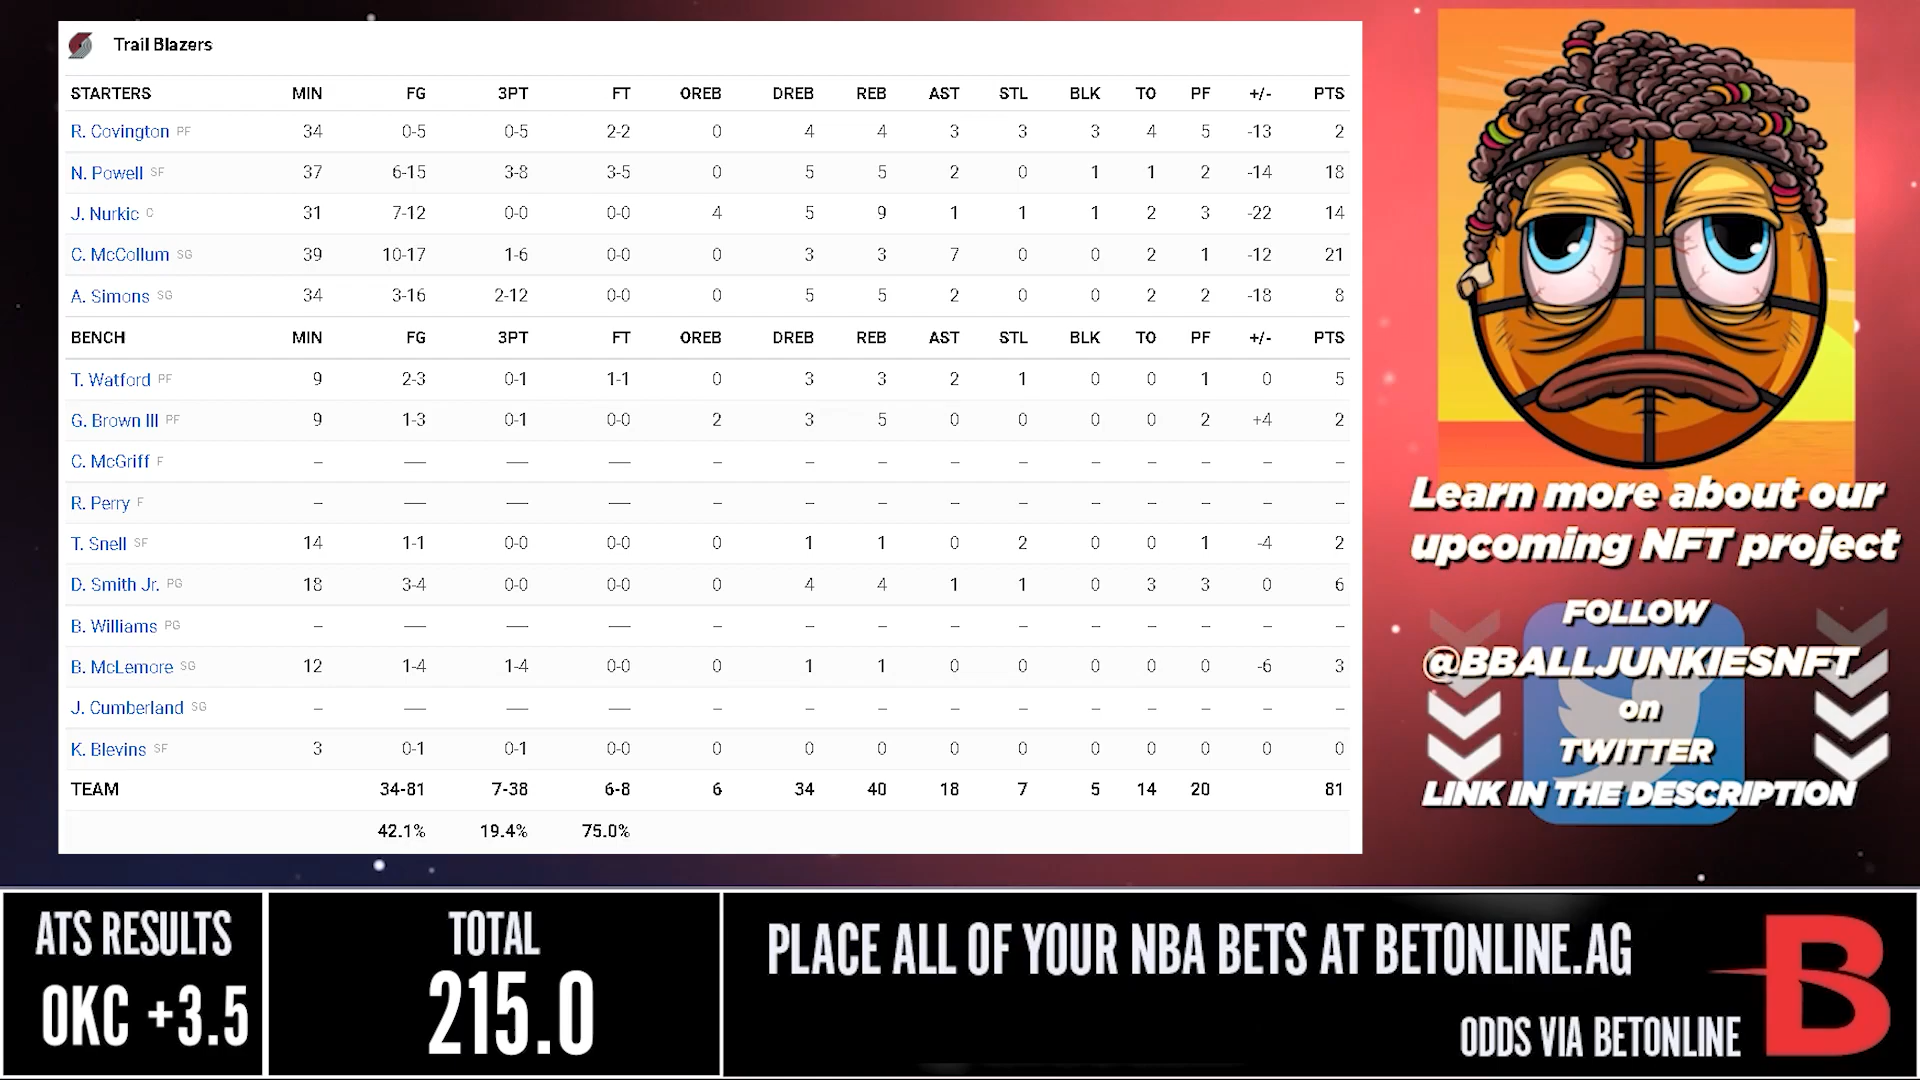 Trail Blazers
STARTERS MIN FG 3PT FT OREB DREB REB AST STL BLK TO PF +/- PTS
R. Covington PF 34 0-5 0-5 2-2 0 4 4 3 3 3 4 5 -13 2
N. Powell SF 37 6-15 3-8 3-5 0 5 5 2 0 1 1 2 -14 18
J. Nurkic C 31 7-12 0-0 0-0 4 5 9 1 1 1 2 3 -22 14
C. McCollum SG 39 10-17 1-6 0-0 0 3 3 7 0 0 2 1 -12 21
A. Simons SG 34 3-16 2-12 0-0 0 5 5 2 0 0 2 2 -18 8
BENCH MIN FG 3PT FT OREB DREB REB AST STL BLK TO PF +/- PTS
T. Watford PF 9 2-3 0-1 1-1 0 3 3 2 1 0 0 1 0 5
G. Brown III PF 9 1-3 0-1 0-0 2 3 5 0 0 0 0 2 +4 2
C. McGriff F – –– –– –– – – – – – – – – – –
R. Perry F – –– –– –– – – – – – – – – – –
T. Snell SF 14 1-1 0-0 0-0 0 1 1 0 2 0 0 1 -4 2
D. Smith Jr. PG 18 3-4 0-0 0-0 0 4 4 1 1 0 3 3 0 6
B. Williams PG – –– –– –– – – – – – – – – – –
B. McLemore SG 12 1-4 1-4 0-0 0 1 1 0 0 0 0 0 -6 3
J. Cumberland SG – –– –– –– – – – – – – – – – –
K. Blevins SF 3 0-1 0-1 0-0 0 0 0 0 0 0 0 0 0 0
TEAM 34-81 7-38 6-8 6 34 40 18 7 5 14 20 81
42.1% 19.4% 75.0%
Learn more about our
upcoming NFT project
FOLLOW
@BBALLJUNKIESNFT
on
TWITTER
LINK IN THE DESCRIPTION
ATS RESULTS
OKC +3.5
TOTAL
215.0
PLACE ALL OF YOUR NBA BETS AT BETONLINE.AG
ODDS VIA BETONLINE
B